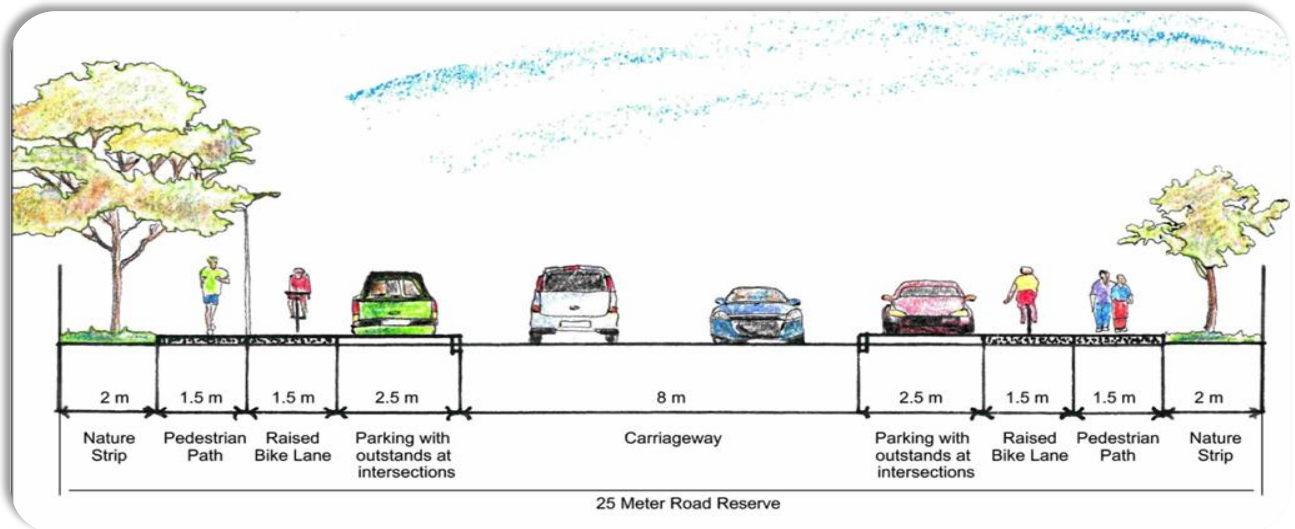 2 m
1.5 m
1.5 m
2.5 m
8 m
2.5 m
1.5 m
1.5 m
2 m
Nature
Strip
Pedestrian
Path
Raised
Bike Lane
Parking with
outstands at
intersections
Carriageway
Parking with
outstands at
intersections
Raised
Bike Lane
Pedestrian
Path
Nature
Strip
25 Meter Road Reserve